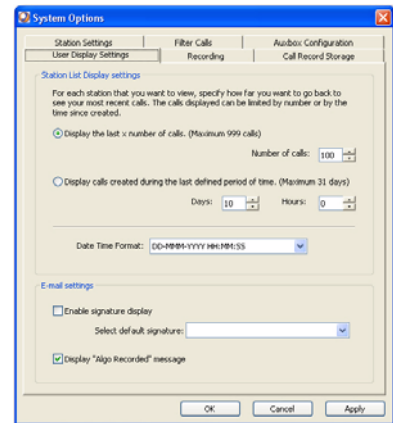 System Options
Station Settings Filter Calls Auxbox Configuration
User Display Settings Recording Call Record Storage
Station List Display settings
For each station that you want to view, specify how far you want to go back to
see your most recent calls. The calls displayed can be limited by number or by the
time since created.
Display the last x number of calls. (Maximum 999 calls)
Number of calls: 100
Display calls created during the last defined period of time. (Maximum 31 days)
Days: 10 Hours: 0
Date Time Format: DD-MMM-YYYY HH:MM:SS
E-mail settings
Enable signature display
Select default signature:
Display "Algo Recorded" message
OK Cancel Apply